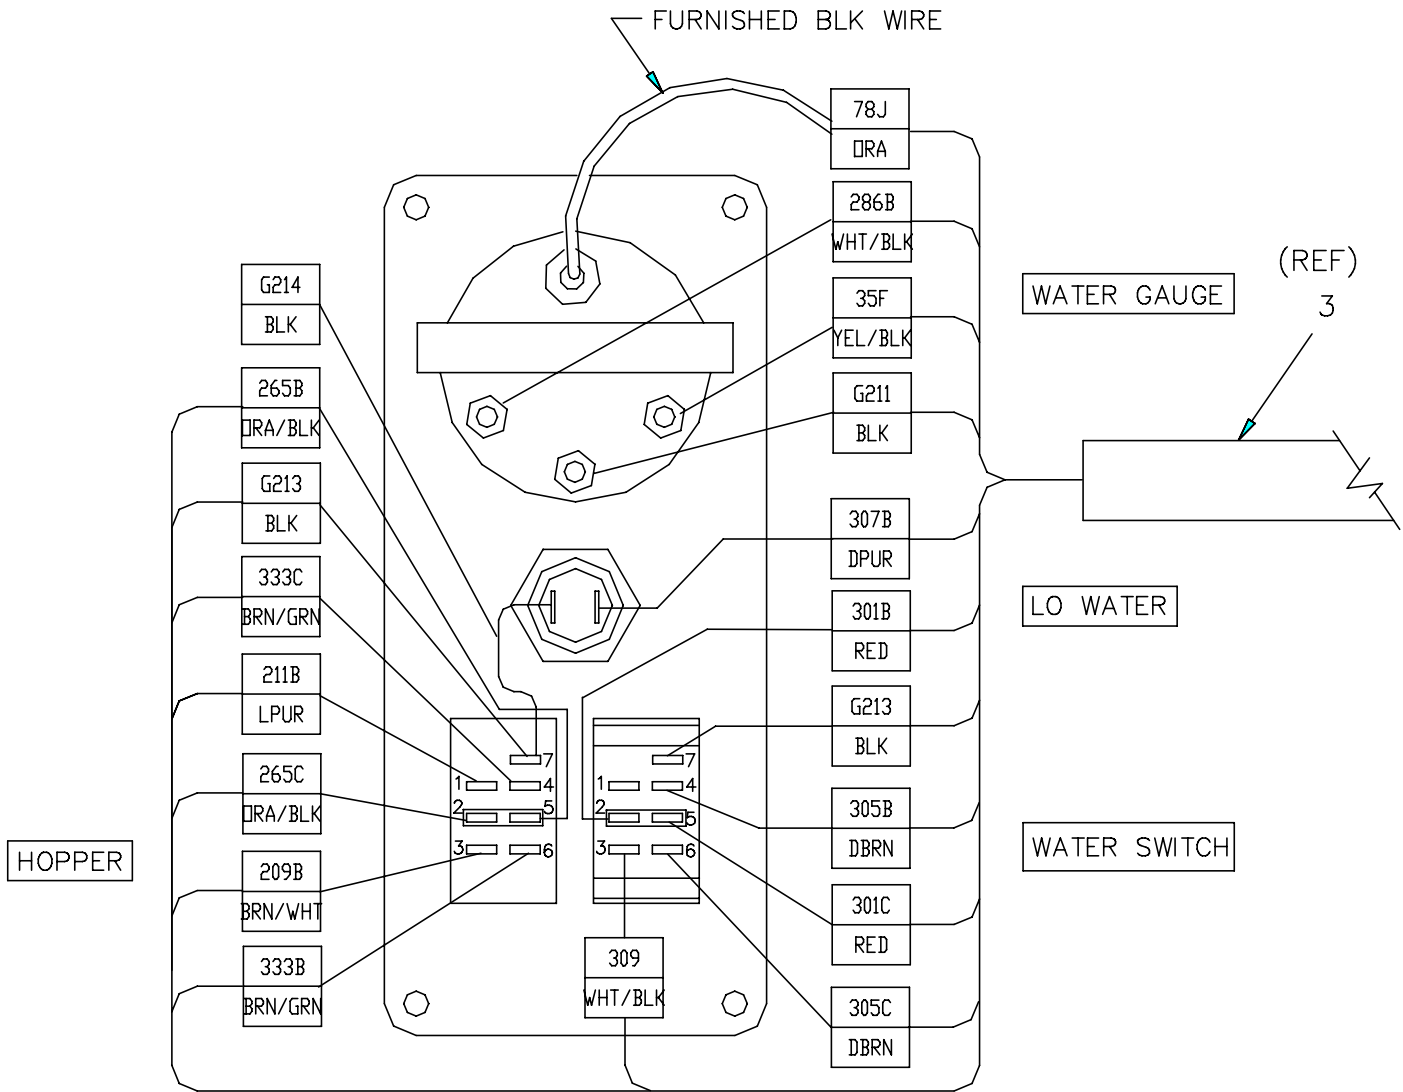 FURNISHED BLK WIRE
78J
ORA
286B
WHT/BLK
35F
YEL/BLK
G211
BLK
WATER GAUGE
(REF)
3
G214
BLK
265B
ORA/BLK
G213
BLK
333C
BRN/GRN
211B
LPUR
265C
ORA/BLK
209B
BRN/WHT
333B
BRN/GRN
HOPPER
307B
DPUR
LO WATER
301B
RED
G213
BLK
305B
DBRN
WATER SWITCH
301C
RED
305C
DBRN
7
1 4
2 5
3 6
7
1 4
2 5
3 6
309
WHT/BLK